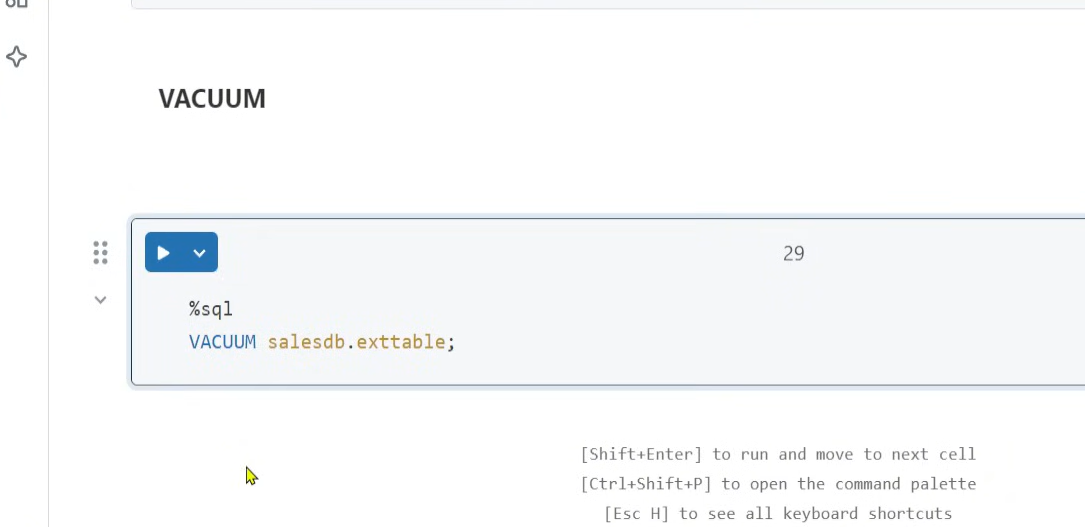 VACUUM
29
%sql
VACUUM salesdb.exttable;
[Shift+Enter] to run and move to next cell
[Ctrl+Shift+P] to open the command palette
[Esc H] to see all keyboard shortcuts